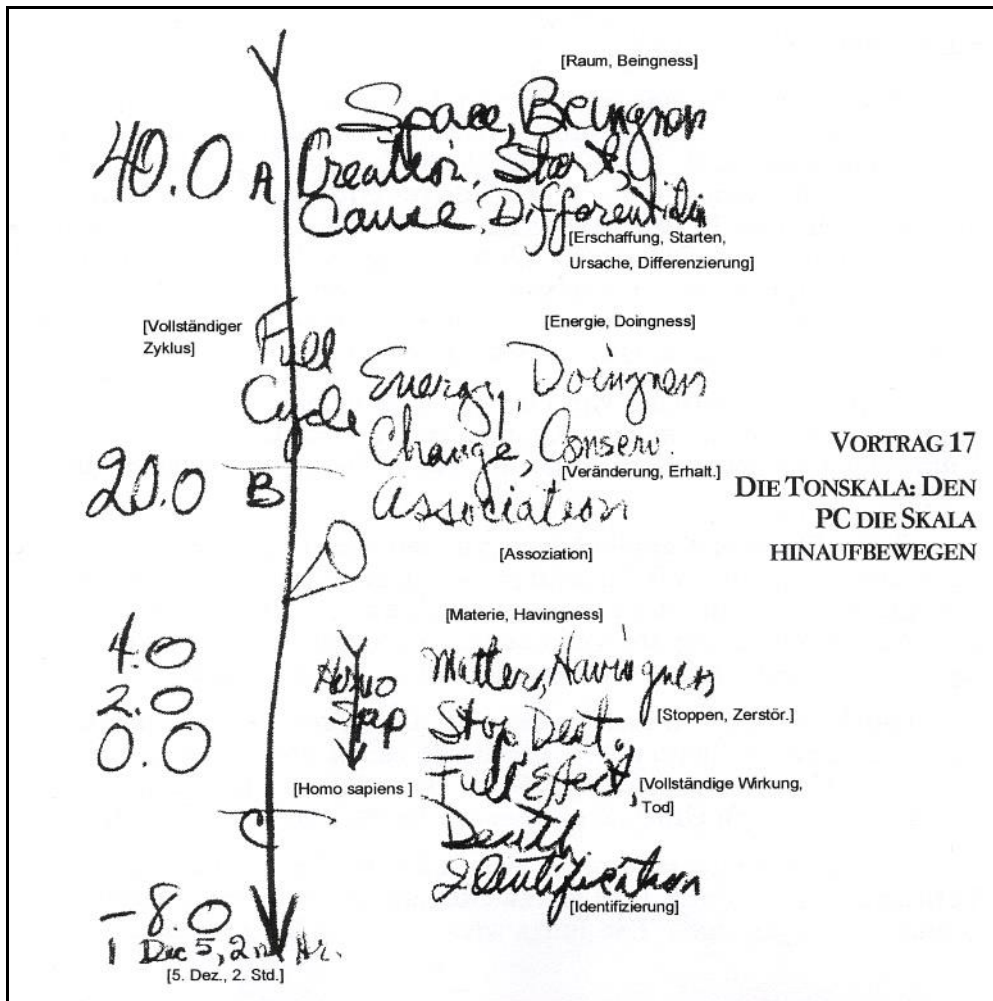 [Raum, Beingness]
Space, Beingness
40.0 A Creation, Start,
Cause, Differentiation
[Erschaffung, Starten,
Ursache, Differenzierung]
[Vollständiger
Zyklus]
Full
Cycle
[Energie, Doingness]
Energy, Doingness
Change, Conserv.
[Veränderung, Erhalt.]
20.0 B Association
[Assoziation]
VORTRAG 17
DIE TONSKALA: DEN
PC DIE SKALA
HINAUFBEWEGEN
[Materie, Havingness]
4.0
2.0
0.0
Homo
Sap
[Homo sapiens ]
Matter, Havingness
[Stoppen, Zerstör.]
Stop, Dest.,
Full Effect,
[Vollständige Wirkung,
Tod]
C
Death
Identification
[Identifizierung]
-8.0
1 Dec 5, 2nd Hr.
[5. Dez., 2. Std.]